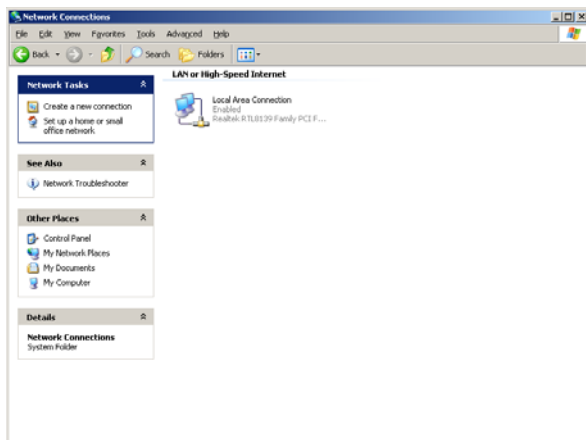 Network Connections
File Edit View Favorites Tools Advanced Help
Back Search Folders
Network Tasks
Create a new connection
Set up a home or small
office network
See Also
Network Troubleshooter
Other Places
Control Panel
My Network Places
My Documents
My Computer
Details
Network Connections
System Folder
LAN or High-Speed Internet
Local Area Connection
Enabled
Realtek RTL8139 Family PCI F...